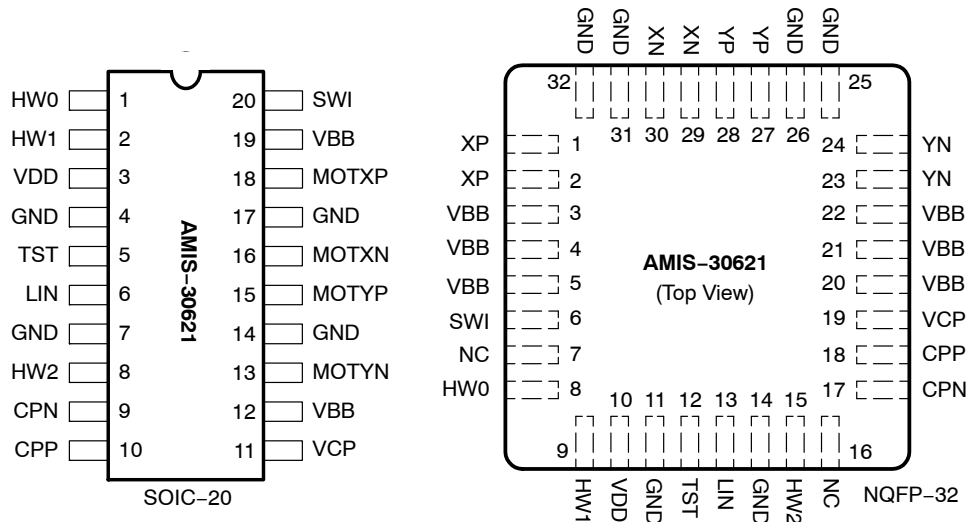 HW0 1 20 SWI
HW1 2 19 VBB
VDD 3 18 MOTXP
GND 4 17 GND
TST 5 16 MOTXN
LIN 6 15 MOTYP
GND 7 14 GND
HW2 8 13 MOTYN
CPN 9 12 VBB
CPP 10 11 VCP
AMIS−30621
SOIC−20
GND GND XN XN YP YP GND GND
32 25
31 30 29 28 27 26
XP 1 24 YN
XP 2 23 YN
VBB 3 22 VBB
VBB 4 21 VBB
VBB 5 20 VBB
SWI 6 19 VCP
NC 7 18 CPP
HW0 8 17 CPN
AMIS−30621
(Top View)
10 11 12 13 14 15
9 16
HW1 VDD GND TST LIN GND HW2 NC
NQFP−32